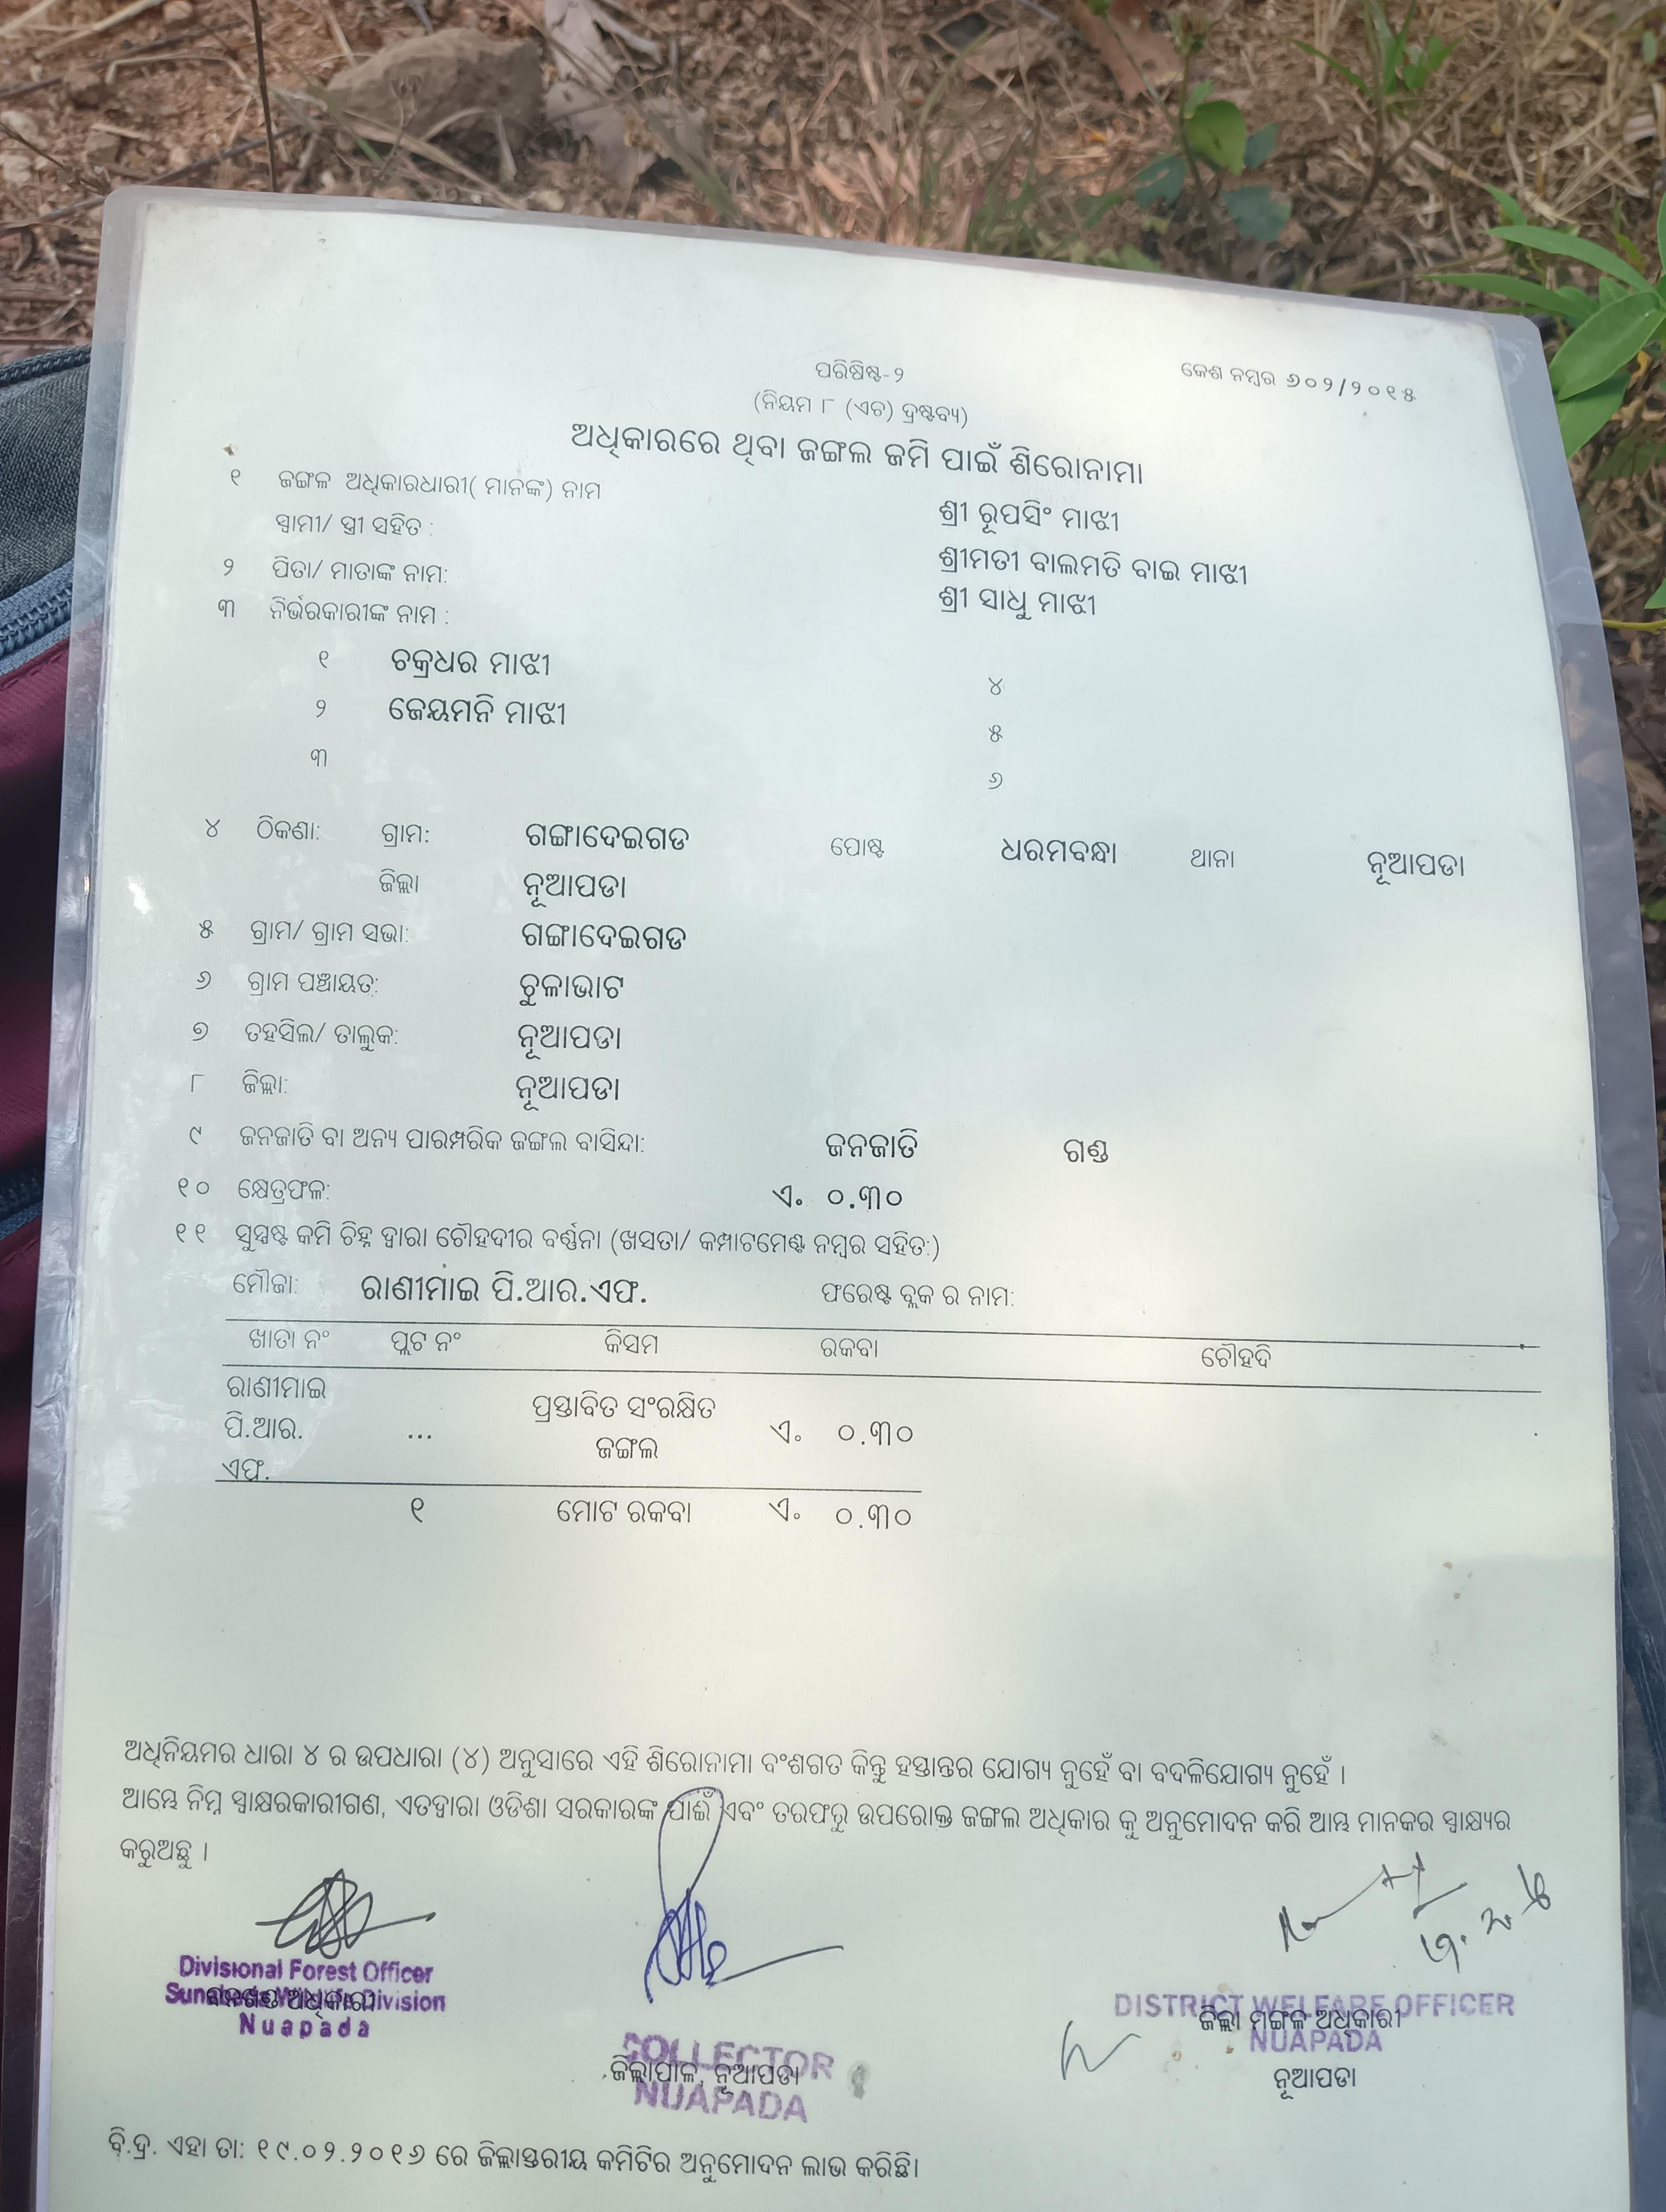 ପରିଷିଷ୍ଟ-୨
କେଶ ନମ୍ବର ୬୦୨/୨୦୧୫
(ନିୟମ ୮ (ଏଚ) ଦ୍ରଷ୍ଟବ୍ୟ)
ଅଧିକାରରେ ଥିବା ଜଙ୍ଗଲ ଜମି ପାଇଁ ଶିରୋନାମା
୧ ଜଙ୍ଗଳ ଅଧିକାରଧାରୀ( ମାନଙ୍କ) ନାମ ଶ୍ରୀ ରୂପସିଂ ମାଝୀ
ସ୍ୱାମୀ/ ସ୍ତ୍ରୀ ସହିତ : ଶ୍ରୀମତୀ ବାଲମତି ବାଇ ମାଝୀ
୨ ପିତା/ ମାତାଙ୍କ ନାମ: ଶ୍ରୀ ସାଧୁ ମାଝୀ
୩ ନିର୍ଭରକାରୀଙ୍କ ନାମ :
୧ ଚକ୍ରଧର ମାଝୀ ୪
୨ ଜେୟମନି ମାଝୀ ୫
୩ ୬
୪ ଠିକଣା: ଗ୍ରାମ: ଗଙ୍ଗାଦେଇଗଡ ପୋଷ୍ଟ ଧରମବନ୍ଧା ଥାନା ନୂଆପଡା
ଜିଲ୍ଲା ନୂଆପଡା
୫ ଗ୍ରାମ/ ଗ୍ରାମ ସଭା: ଗଙ୍ଗାଦେଇଗଡ
୬ ଗ୍ରାମ ପଞ୍ଚାୟତ: ଚୁଳାଭାଟ
୭ ତହସିଲ/ ତାଲୁକ: ନୂଆପଡା
୮ ଜିଲ୍ଲା: ନୂଆପଡା
୯ ଜନଜାତି ବା ଅନ୍ୟ ପାରମ୍ପରିକ ଜଙ୍ଗଲ ବାସିନ୍ଦା: ଜନଜାତି ଗଣ୍ଡ
୧୦ କ୍ଷେତ୍ରଫଳ: ଏ. ୦.୩୦
୧୧ ସୁସ୍ପଷ୍ଟ କମି ଚିହ୍ନ ଦ୍ୱାରା ଚୌହଦୀର ବର୍ଣ୍ଣନା (ଖସଡା/ କମ୍ପାଟମେଣ୍ଟ ନମ୍ବର ସହିତ:)
ମୌଜା: ରାଣୀମାଇ ପି.ଆର.ଏଫ. ଫରେଷ୍ଟ ବ୍ଲକ ର ନାମ:
ଖାତା ନଂ ପ୍ଲଟ ନଂ କିସମ ରକବା ଚୌହଦି
ରାଣୀମାଇ
ପି.ଆର. ... ପ୍ରସ୍ତାବିତ ସଂରକ୍ଷିତ ଏ. ୦.୩୦
ଏଫ. ଜଙ୍ଗଲ
୧ ମୋଟ ରକବା ଏ. ୦.୩୦
ଅଧିନିୟମର ଧାରା ୪ ର ଉପଧାରା (୪) ଅନୁସାରେ ଏହି ଶିରୋନାମା ବଂଶଗତ କିନ୍ତୁ ହସ୍ତାନ୍ତର ଯୋଗ୍ୟ ନୁହେଁ ବା ବଦଳିଯୋଗ୍ୟ ନୁହେଁ ।
ଆମ୍ଭେ ନିମ୍ନ ସ୍ୱାକ୍ଷରକାରୀଗଣ, ଏତଦ୍ୱାରା ଓଡିଶା ସରକାରଙ୍କ ପାଇଁ ଏବଂ ତରଫରୁ ଉପରୋକ୍ତ ଜଙ୍ଗଲ ଅଧିକାର କୁ ଅନୁମୋଦନ କରି ଆମ୍ଭ ମାନକର ସ୍ୱାକ୍ଷ୍ୟର
କରୁଅଛୁ ।
Divisional Forest Officer
Sunabeda Wildlife Division
ବନଖଣ୍ଡ ଅଧିକାରୀ
Nuapada
COLLECTOR
ଜିଲ୍ଲାପାଳ, ନୂଆପଡା
NUAPADA
DISTRICT WELFARE OFFICER
ଜିଲ୍ଲା ମଙ୍ଗଳ ଅଧିକାରୀ
NUAPADA
ନୂଆପଡା
ବି.ଦ୍ର. ଏହା ତା: ୧୯.୦୨.୨୦୧୬ ରେ ଜିଲ୍ଲାସ୍ତରୀୟ କମିଟିର ଅନୁମୋଦନ ଲାଭ କରିଛି।